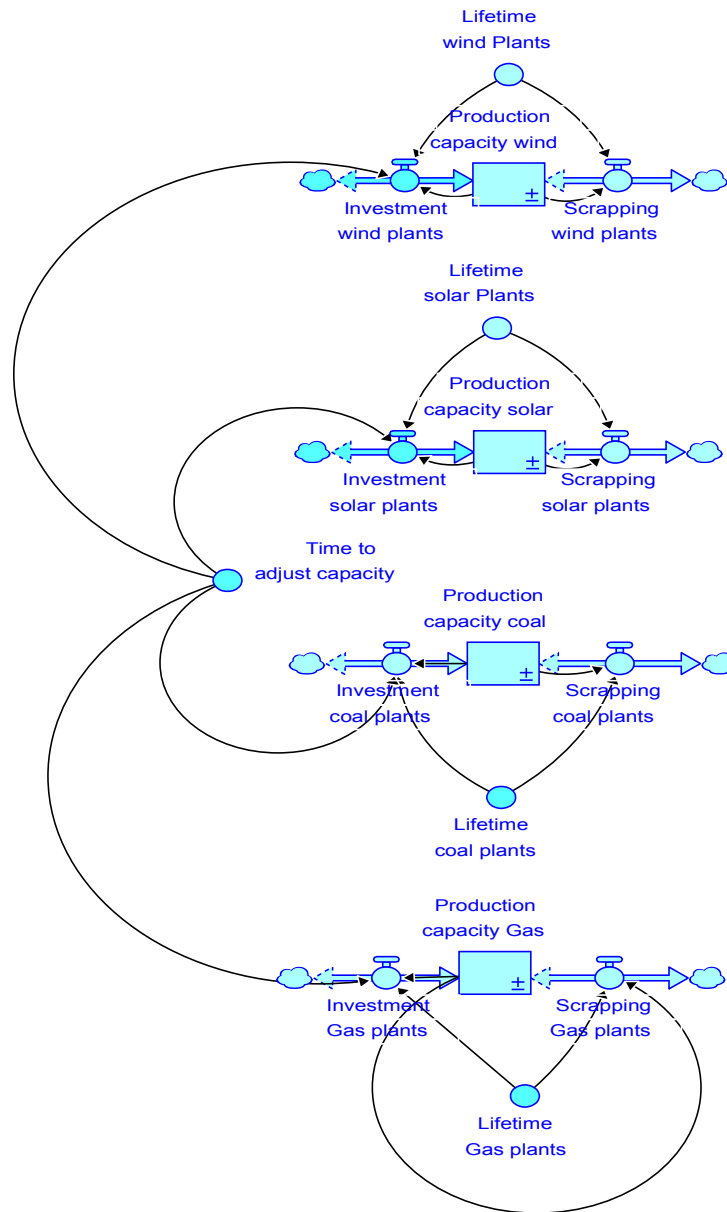 Lifetime
wind Plants
Production
capacity wind
±
Investment
wind plants
Scrapping
wind plants
Lifetime
solar Plants
Production
capacity solar
±
Investment
solar plants
Scrapping
solar plants
Time to
adjust capacity
Production
capacity coal
±
Investment
coal plants
Scrapping
coal plants
Lifetime
coal plants
Production
capacity Gas
±
Investment
Gas plants
Scrapping
Gas plants
Lifetime
Gas plants